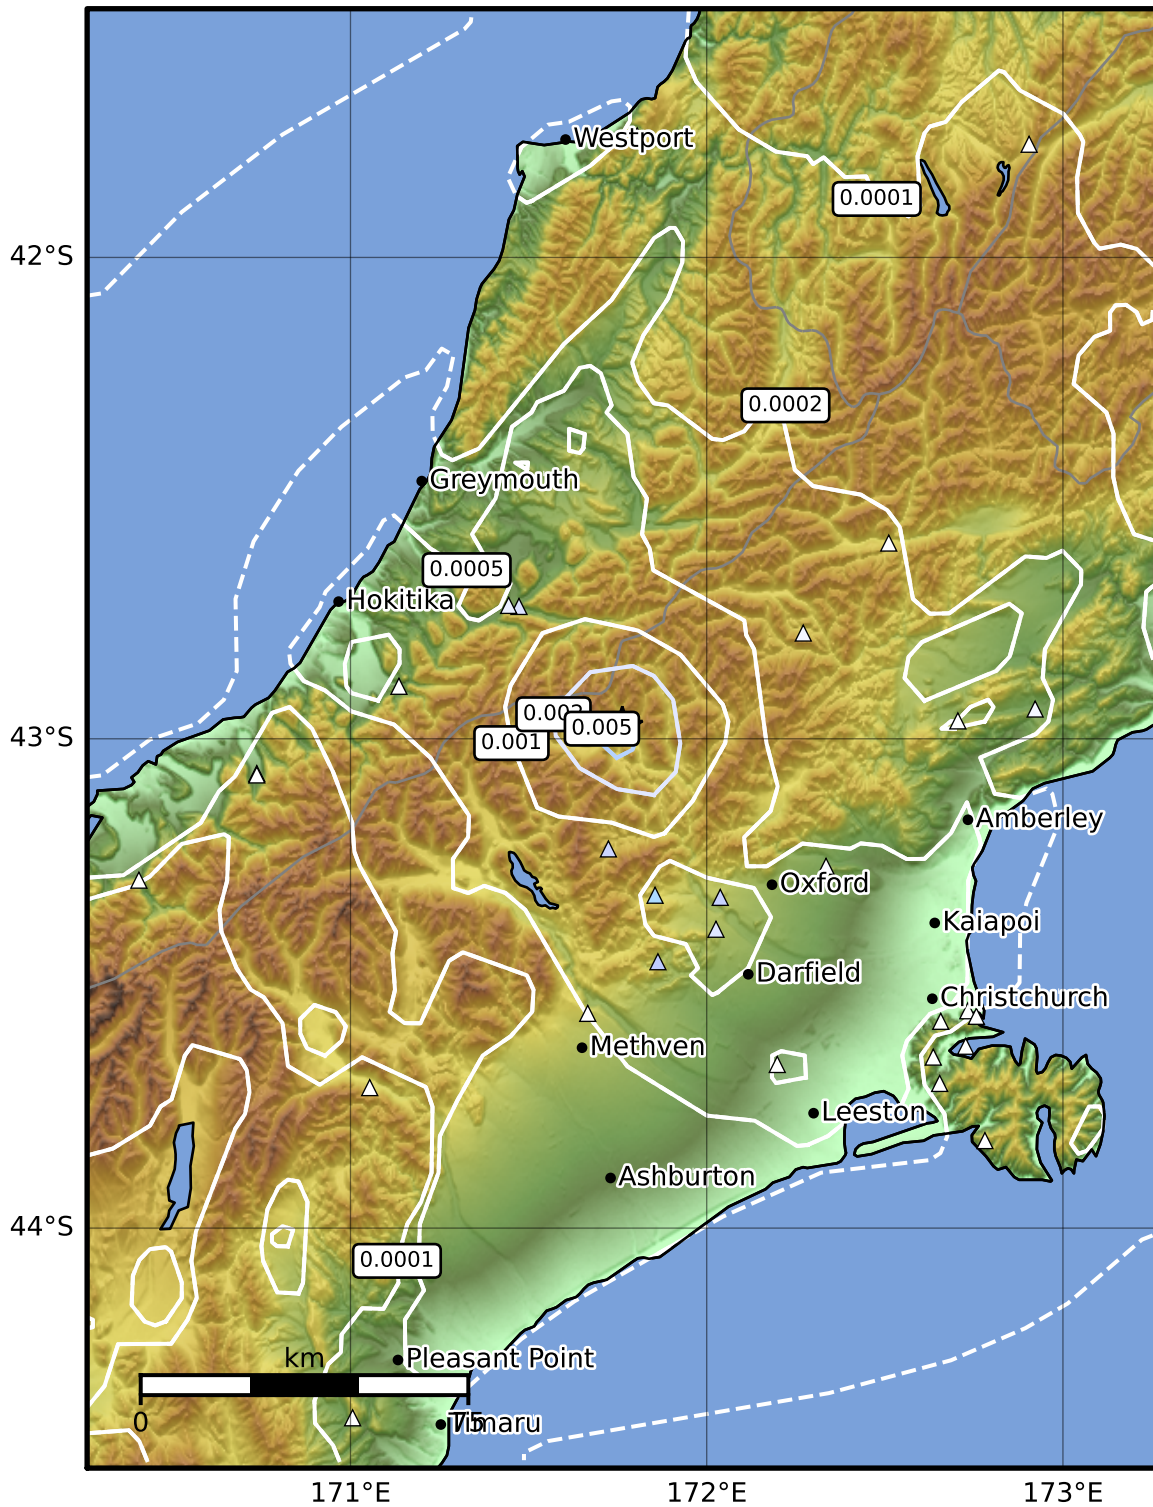 Westport
0.0001
42°S
0.0002
Greymouth
0.0005
Hokitika
0.005
43°S
0.001
Amberley
Oxford
Kaiapoi
Darfield
Christchurch
Methven
Leeston
Ashburton
44°S
0.0001
km
Pleasant Point
0
Timaru
171°E
172°E
173°E